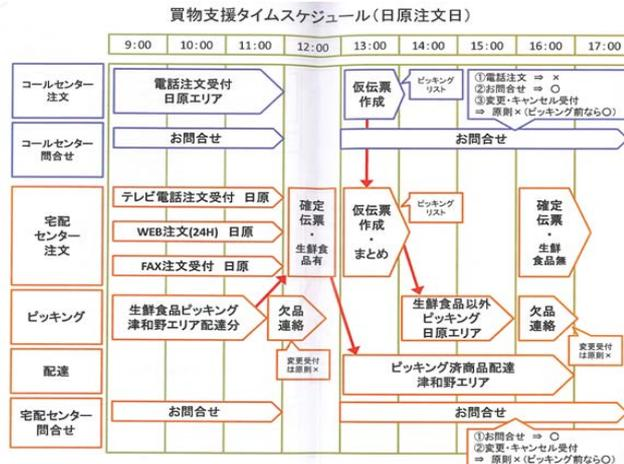 買物支援タイムスケジュール(日原注文日)
9:00 10:00 11:00 12:00 13:00 14:00 15:00 16:00 17:00
コールセンター
注文
電話注文受付
日原エリア
仮伝票
作成
ピッキング
リスト
①電話注文 ⇒ ×
②お問合せ ⇒ ○
③変更・キャンセル受付
⇒ 原則×(ピッキング前なら○)
コールセンター
問合せ
お問合せ
お問合せ
宅配
センター
注文
テレビ電話注文受付 日原
WEB注文(24H) 日原
FAX注文受付 日原
確定
伝票
・
生鮮
食品有
仮伝票
作成
・
まとめ
ピッキング
リスト
確定
伝票
・
生鮮
食品無
ピッキング
生鮮食品ピッキング
津和野エリア配達分
欠品
連絡
変更受付
は原則×
生鮮食品以外
ピッキング
日原エリア
欠品
連絡
変更受付
は原則×
配達
ピッキング済商品配達
津和野エリア
宅配センター
問合せ
お問合せ
お問合せ
①お問合せ ⇒ ○
②変更・キャンセル受付
⇒ 原則×(ピッキング前なら○)